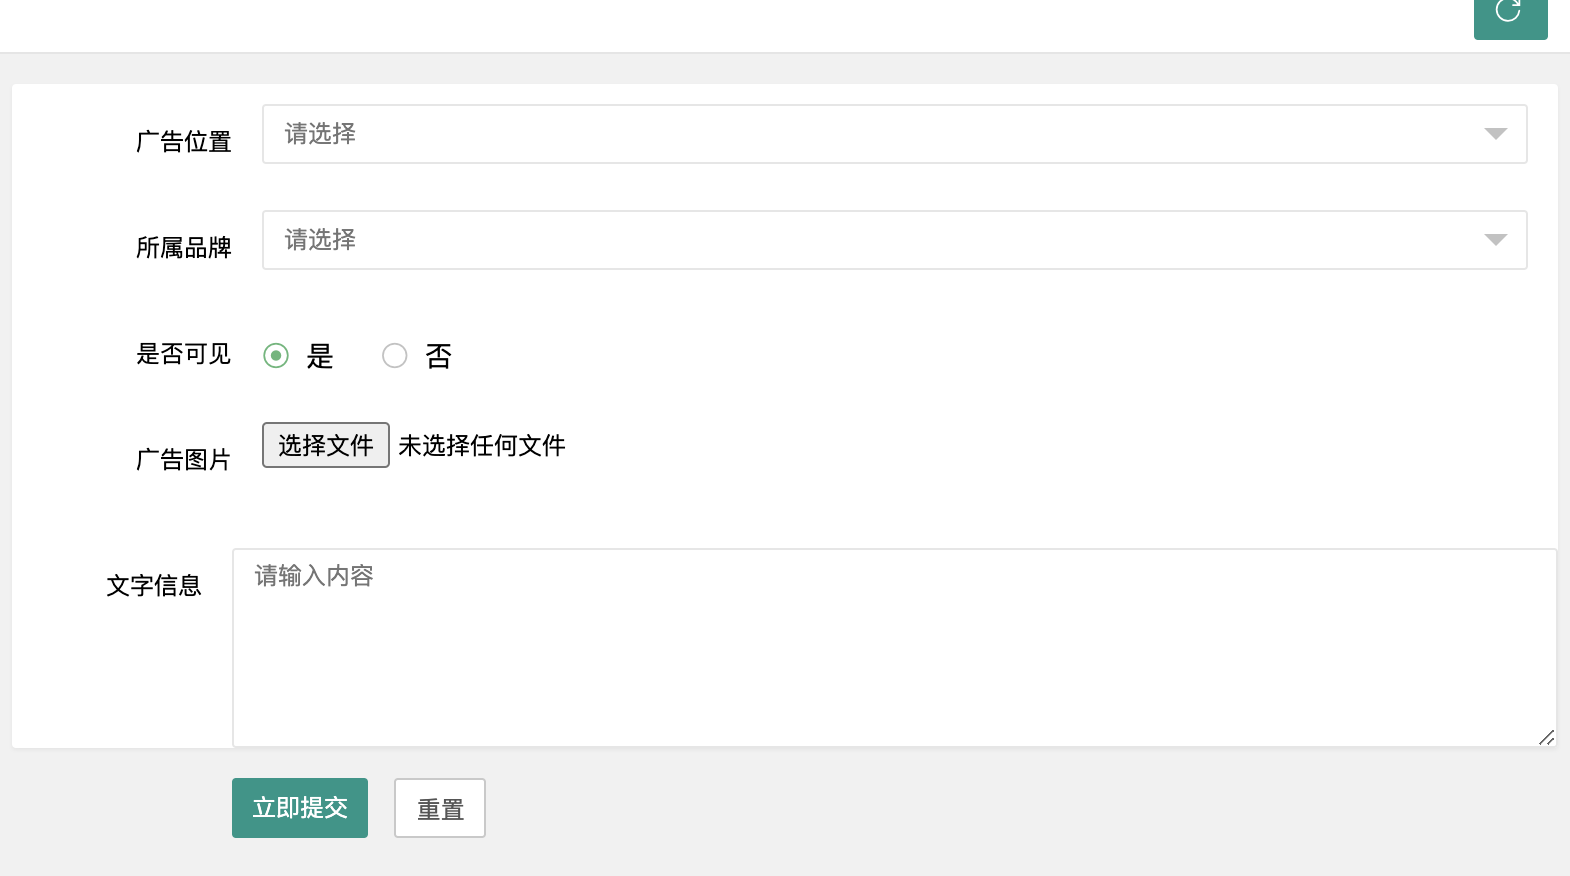 广告位置 请选择
所属品牌 请选择
是否可见 是 否
广告图片 选择文件 未选择任何文件
文字信息 请输入内容
立即提交 重置